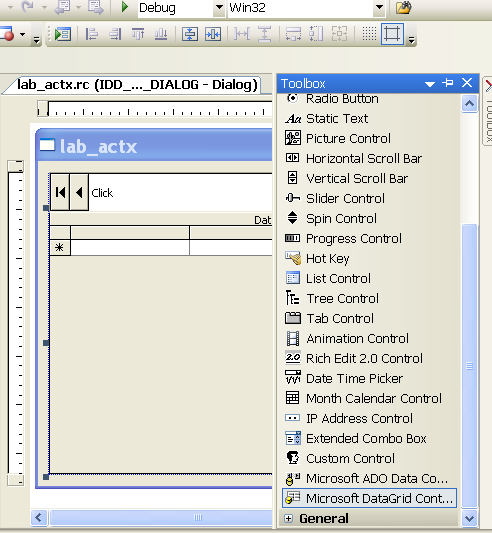 Debug
Win32
lab_actx.rc (IDD_..._DIALOG - Dialog)
lab_actx
Click
Dat
Toolbox
Radio Button
Aa Static Text
Picture Control
Horizontal Scroll Bar
Vertical Scroll Bar
Slider Control
Spin Control
Progress Control
Hot Key
List Control
Tree Control
Tab Control
Animation Control
2.0 Rich Edit 2.0 Control
Date Time Picker
Month Calendar Control
IP Address Control
Extended Combo Box
Custom Control
Microsoft ADO Data Co...
Microsoft DataGrid Cont...
General
Toolbox